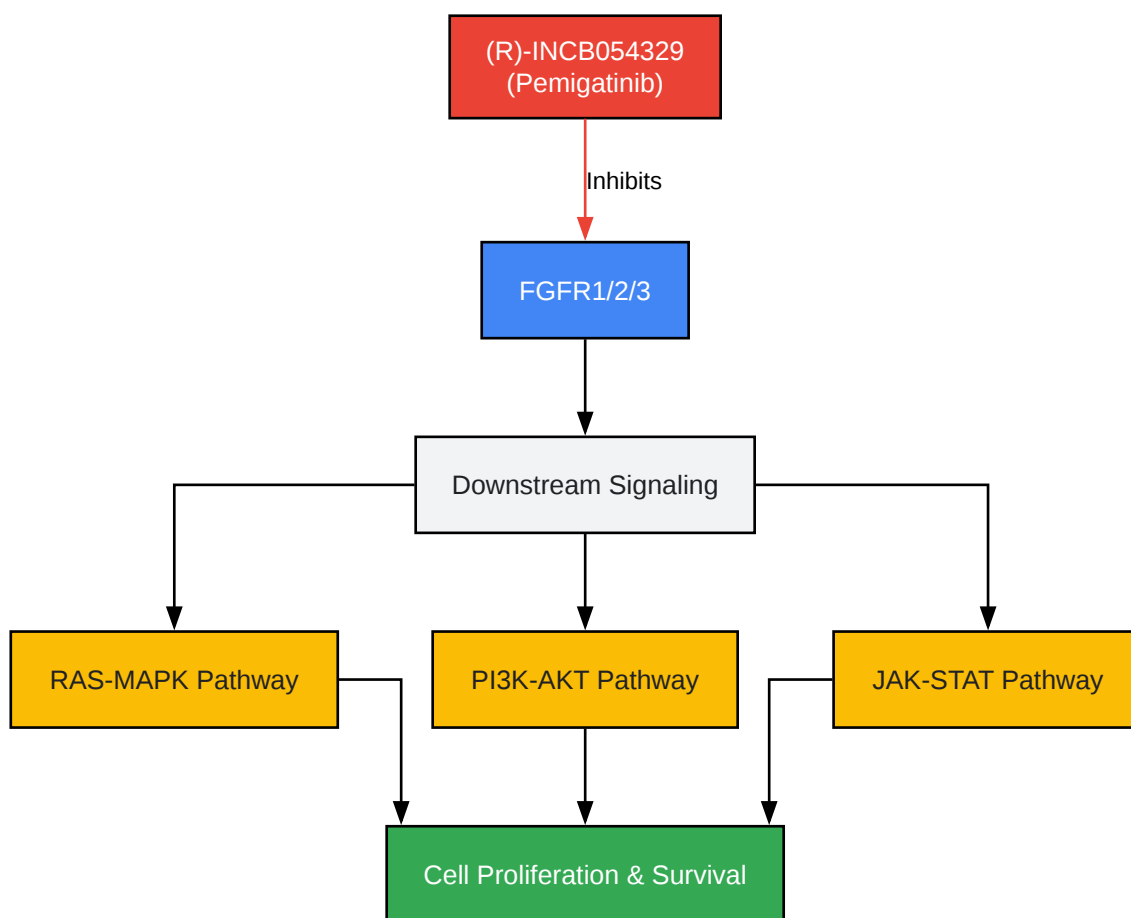 (R)-INCB054329
(Pemigatinib)
Inhibits
FGFR1/2/3
Downstream Signaling
RAS-MAPK Pathway
PI3K-AKT Pathway
JAK-STAT Pathway
Cell Proliferation & Survival